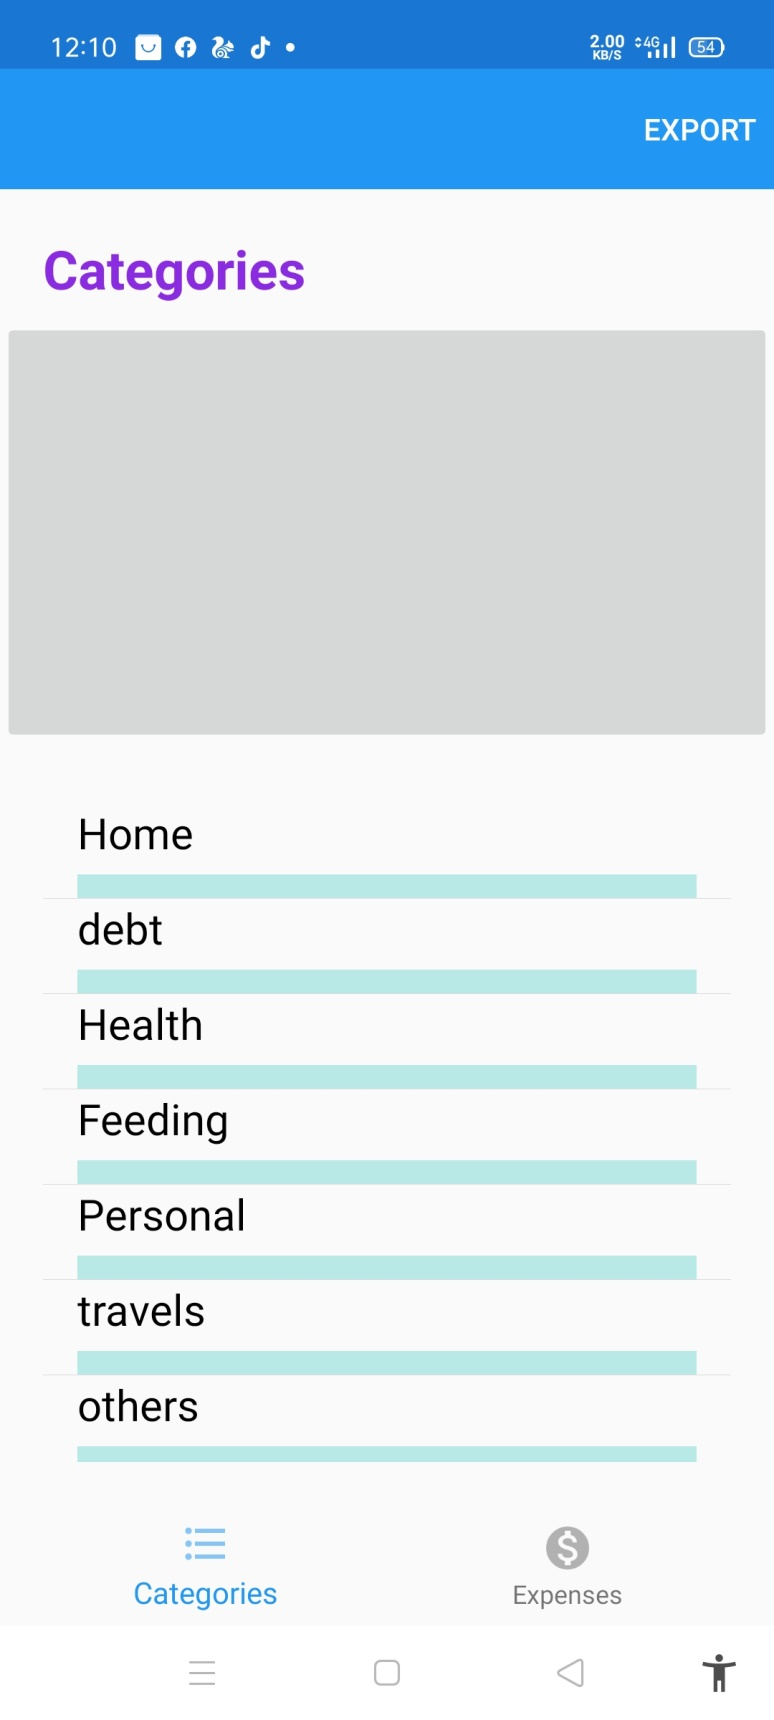 12:10
2.00
KB/S
4G
54
EXPORT
Categories
Home
debt
Health
Feeding
Personal
travels
others
Categories
Expenses